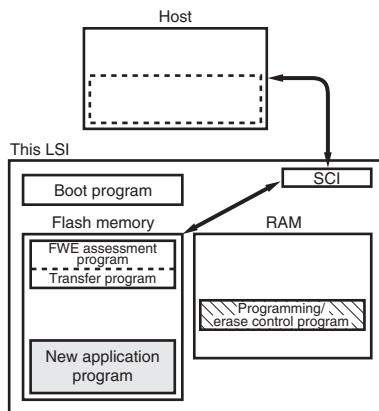 Host
This LSI
SCI
Boot program
Flash memory
RAM
FWE assessment
program
Transfer program
Programming/
erase control program
New application
program